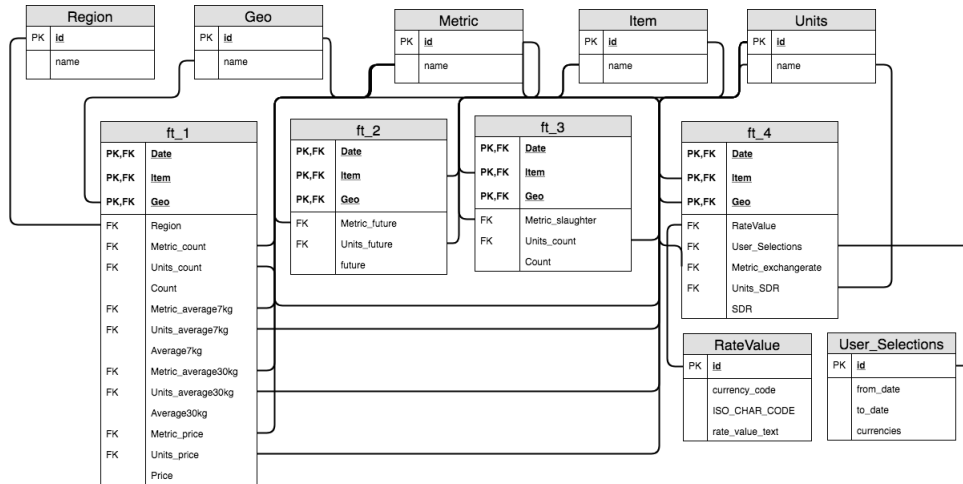 Region
PK id
name
Geo
PK id
name
Metric
PK id
name
Item
PK id
name
Units
PK id
name
ft_1
PK,FK Date
PK,FK Item
PK,FK Geo
FK Region
FK Metric_count
FK Units_count
Count
FK Metric_average7kg
FK Units_average7kg
Average7kg
FK Metric_average30kg
FK Units_average30kg
Average30kg
FK Metric_price
FK Units_price
Price
ft_2
PK,FK Date
PK,FK Item
PK,FK Geo
FK Metric_future
FK Units_future
future
ft_3
PK,FK Date
PK,FK Item
PK,FK Geo
FK Metric_slaughter
FK Units_count
Count
ft_4
PK,FK Date
PK,FK Item
PK,FK Geo
FK RateValue
FK User_Selections
FK Metric_exchangerate
FK Units_SDR
SDR
RateValue
PK id
currency_code
ISO_CHAR_CODE
rate_value_text
User_Selections
PK id
from_date
to_date
currencies